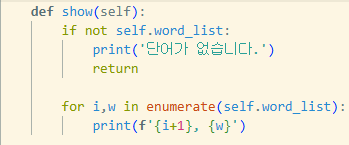 def show(self):
    if not self.word_list:
        print('단어가 없습니다.')
        return

    for i,w in enumerate(self.word_list):
        print(f'{i+1}, {w}')